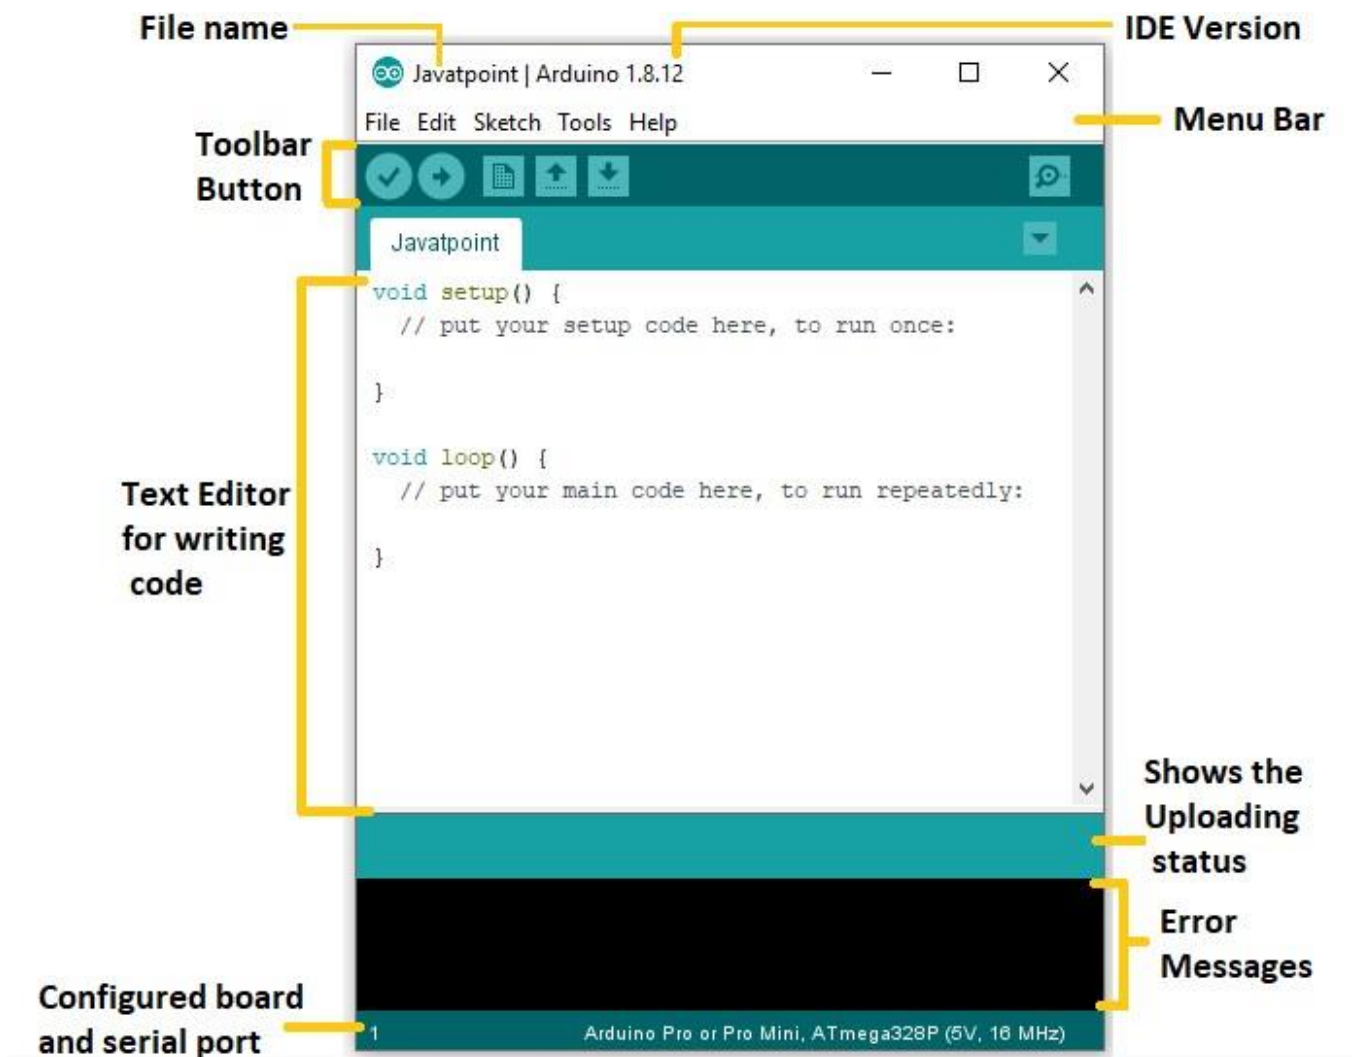 File name
IDE Version
Javatpoint | Arduino 1.8.12
File Edit Sketch Tools Help
Menu Bar
Toolbar
Button
Javatpoint
void setup() {
// put your setup code here, to run once:
}
void loop() {
// put your main code here, to run repeatedly:
}
Text Editor
for writing
code
Shows the
Uploading
status
Error
Messages
Configured board
and serial port
1
Arduino Pro or Pro Mini, ATmega328P (5V, 16 MHz)